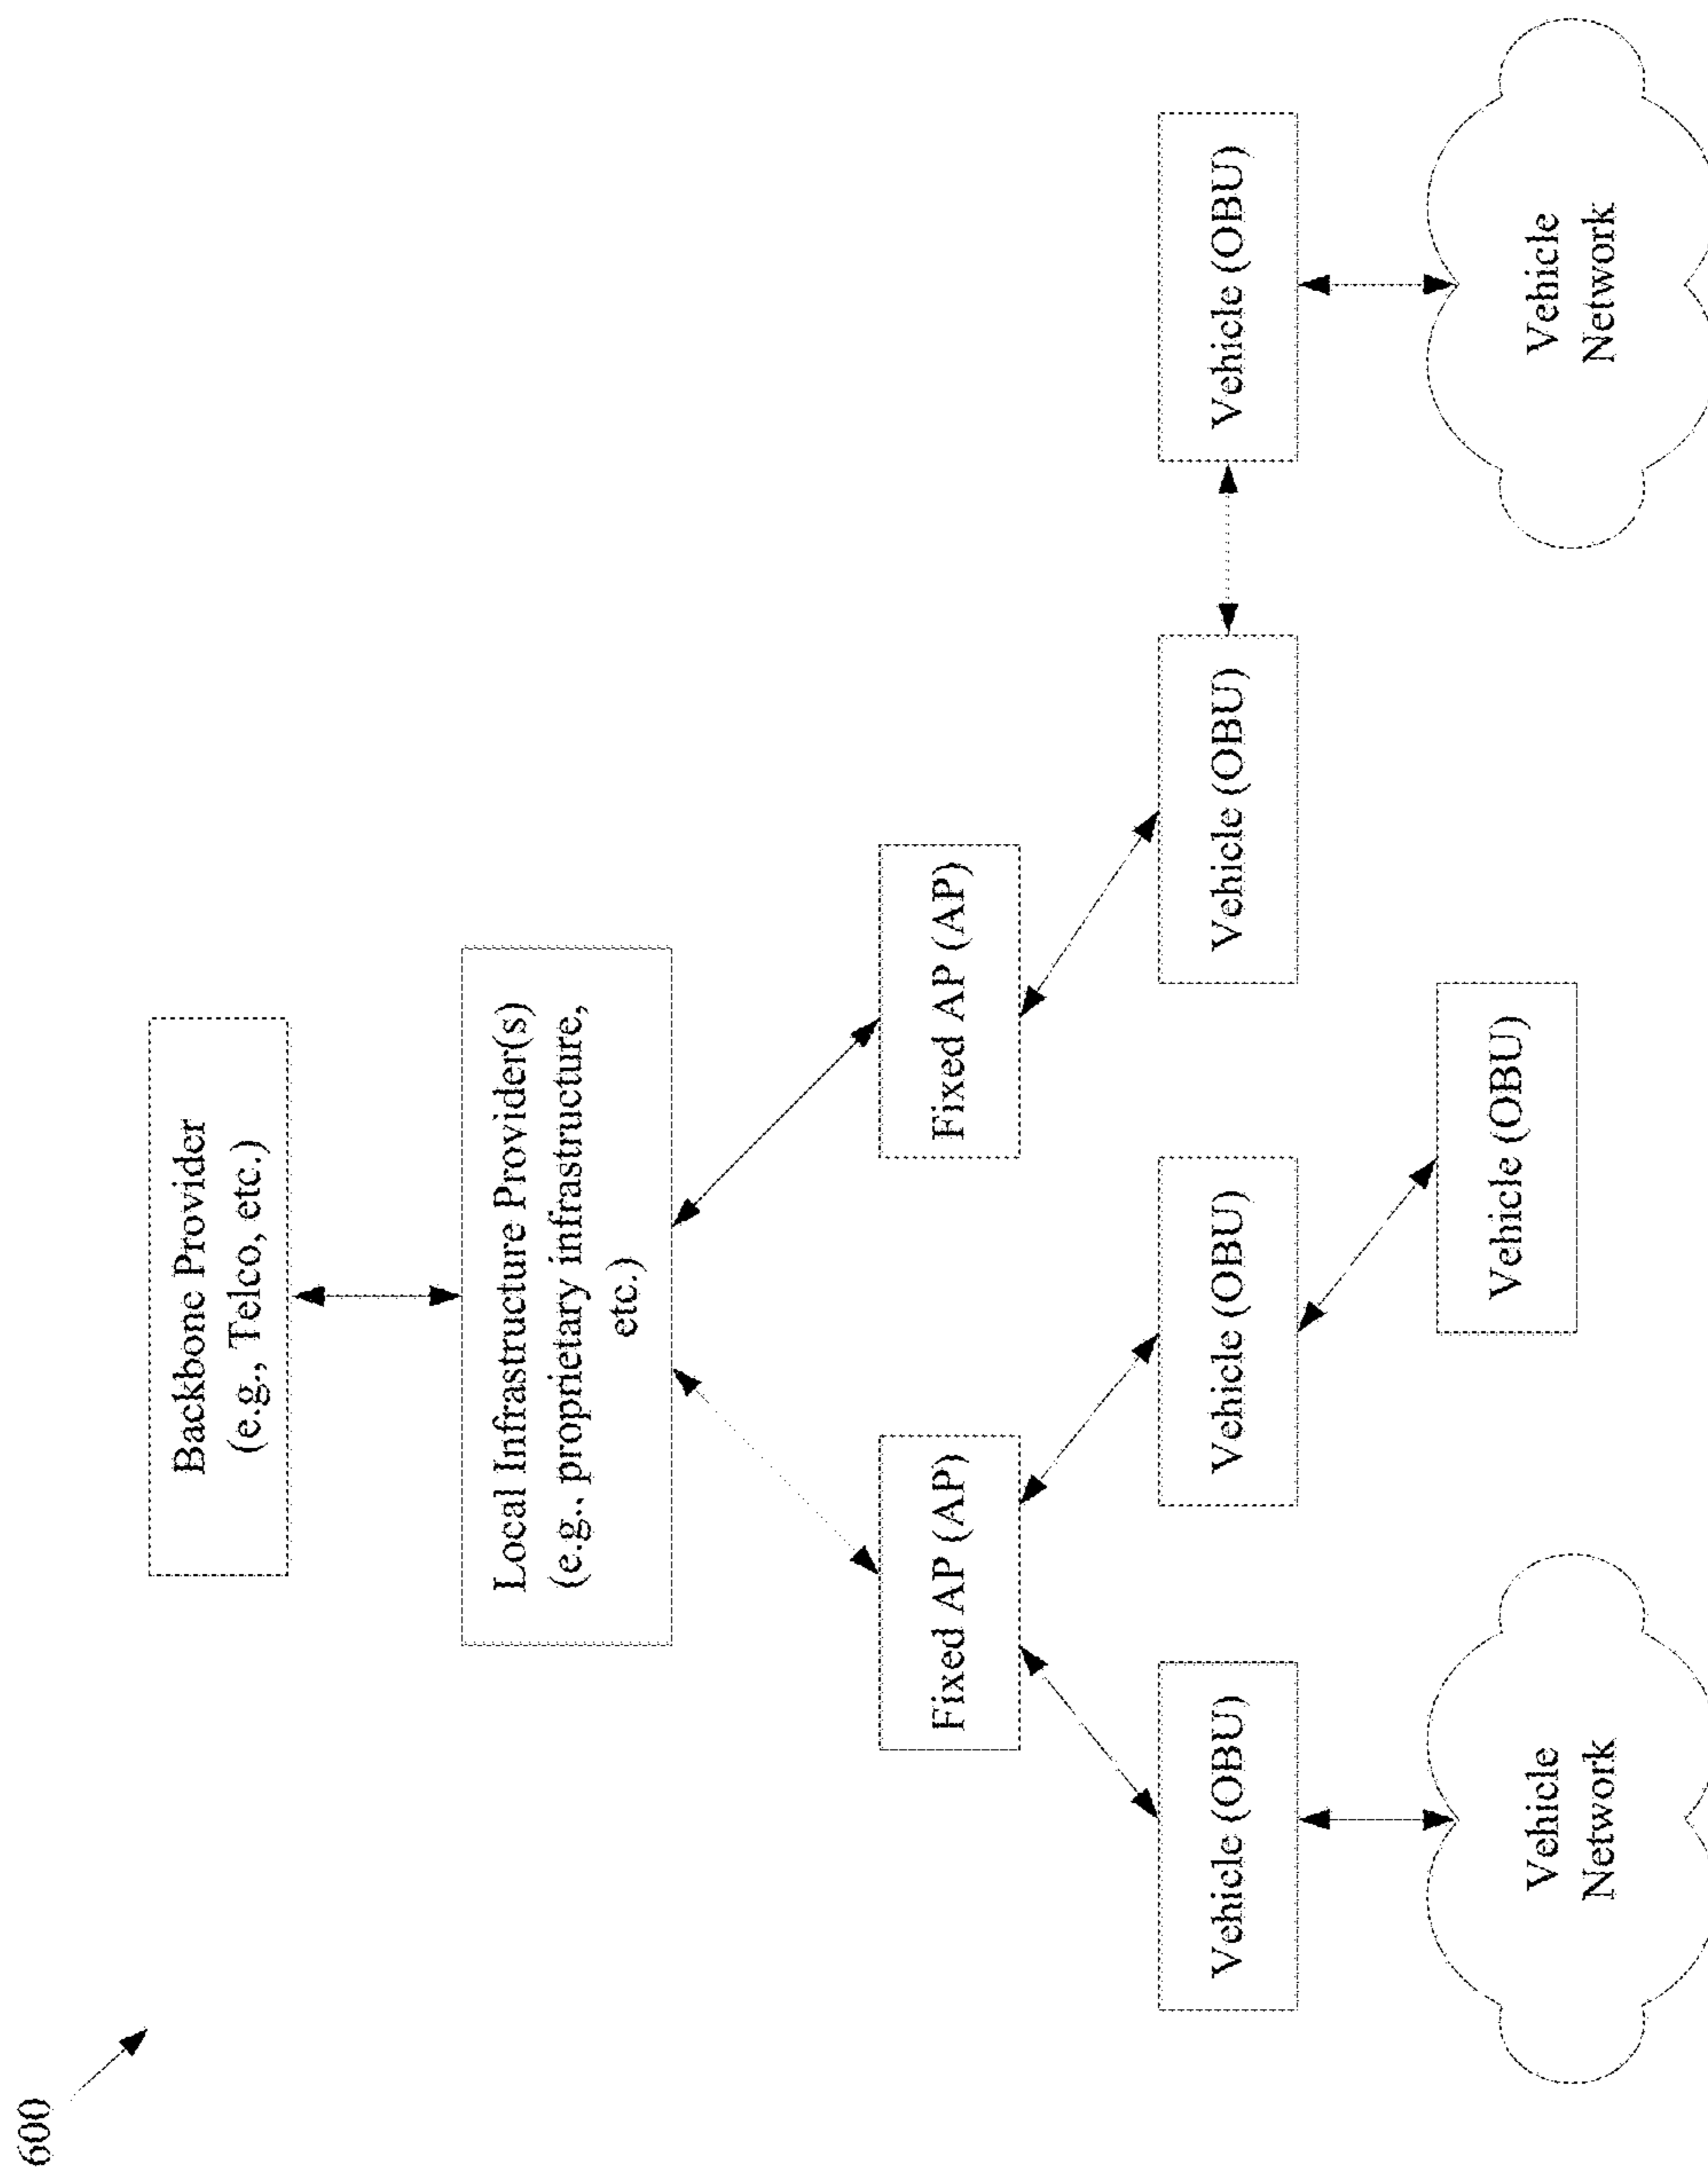 600
Backbone Provider
(e.g., Telco, etc.)
Local Infrastructure Provider(s)
(e.g., proprietary infrastructure,
etc.)
Fixed AP (AP)
Fixed AP (AP)
Vehicle (OBU)
Vehicle (OBU)
Vehicle (OBU)
Vehicle (OBU)
Vehicle (OBU)
Vehicle
Network
Vehicle
Network